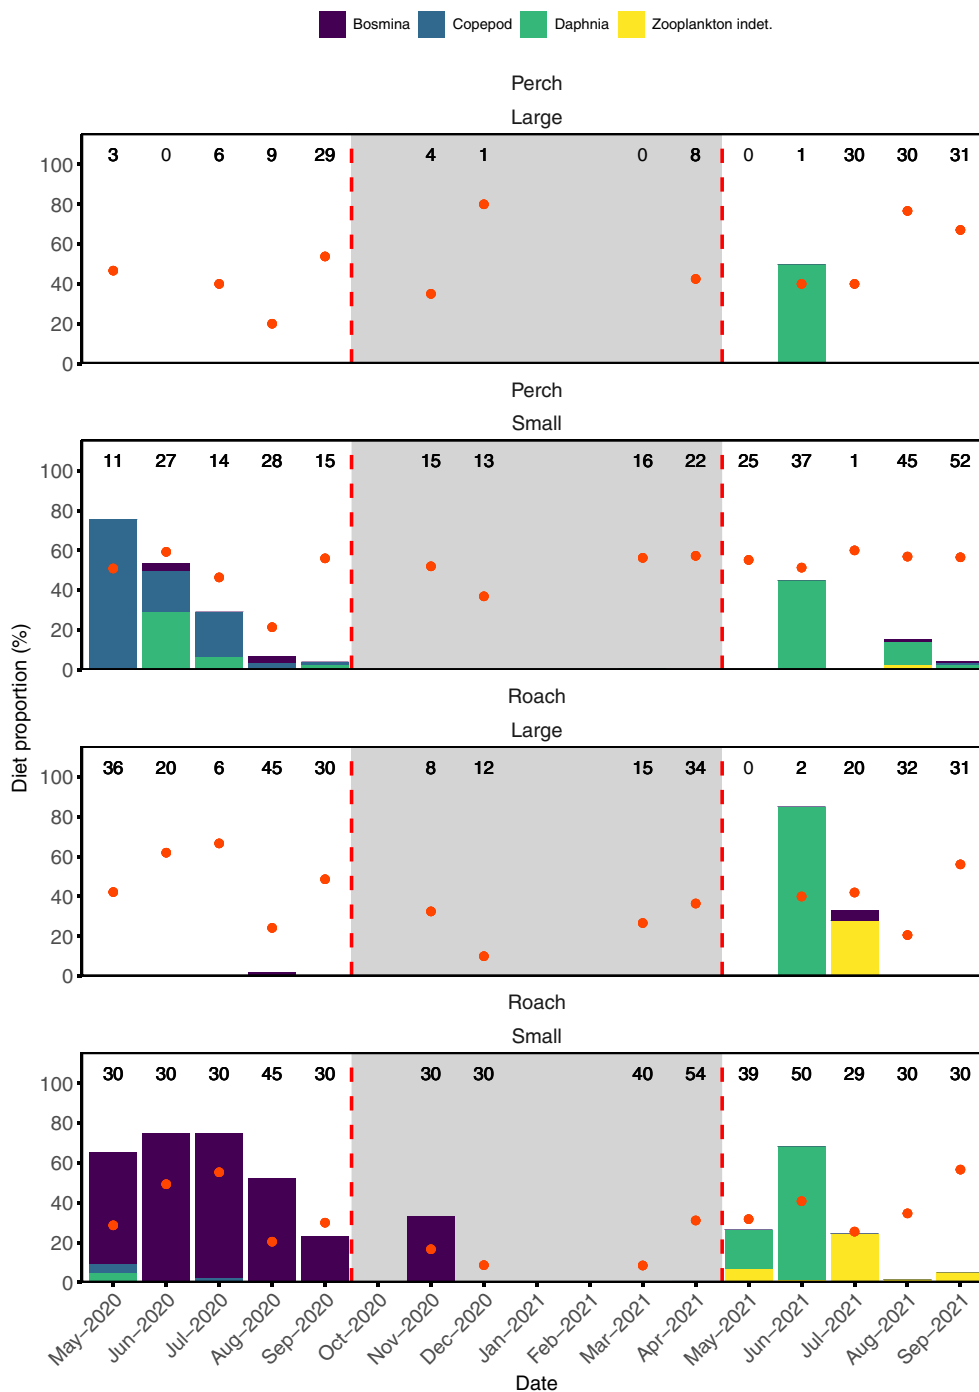 Bosmina Copepod Daphnia Zooplankton indet.
Perch
Large
3 0 6 9 29 4 1 0 8 0 1 30 30 31
100
80
60
40
20
0
Perch
Small
11 27 14 28 15 15 13 16 22 25 37 1 45 52
100
80
60
40
20
0
Roach
Large
36 20 6 45 30 8 12 15 34 0 2 20 32 31
100
80
60
40
20
0
Roach
Small
30 30 30 45 30 30 30 40 54 39 50 29 30 30
100
80
60
40
20
0
Diet proportion (%)
May−2020 Jun−2020 Jul−2020 Aug−2020 Sep−2020 Oct−2020 Nov−2020 Dec−2020 Jan−2021 Feb−2021 Mar−2021 Apr−2021 May−2021 Jun−2021 Jul−2021 Aug−2021 Sep−2021
Date